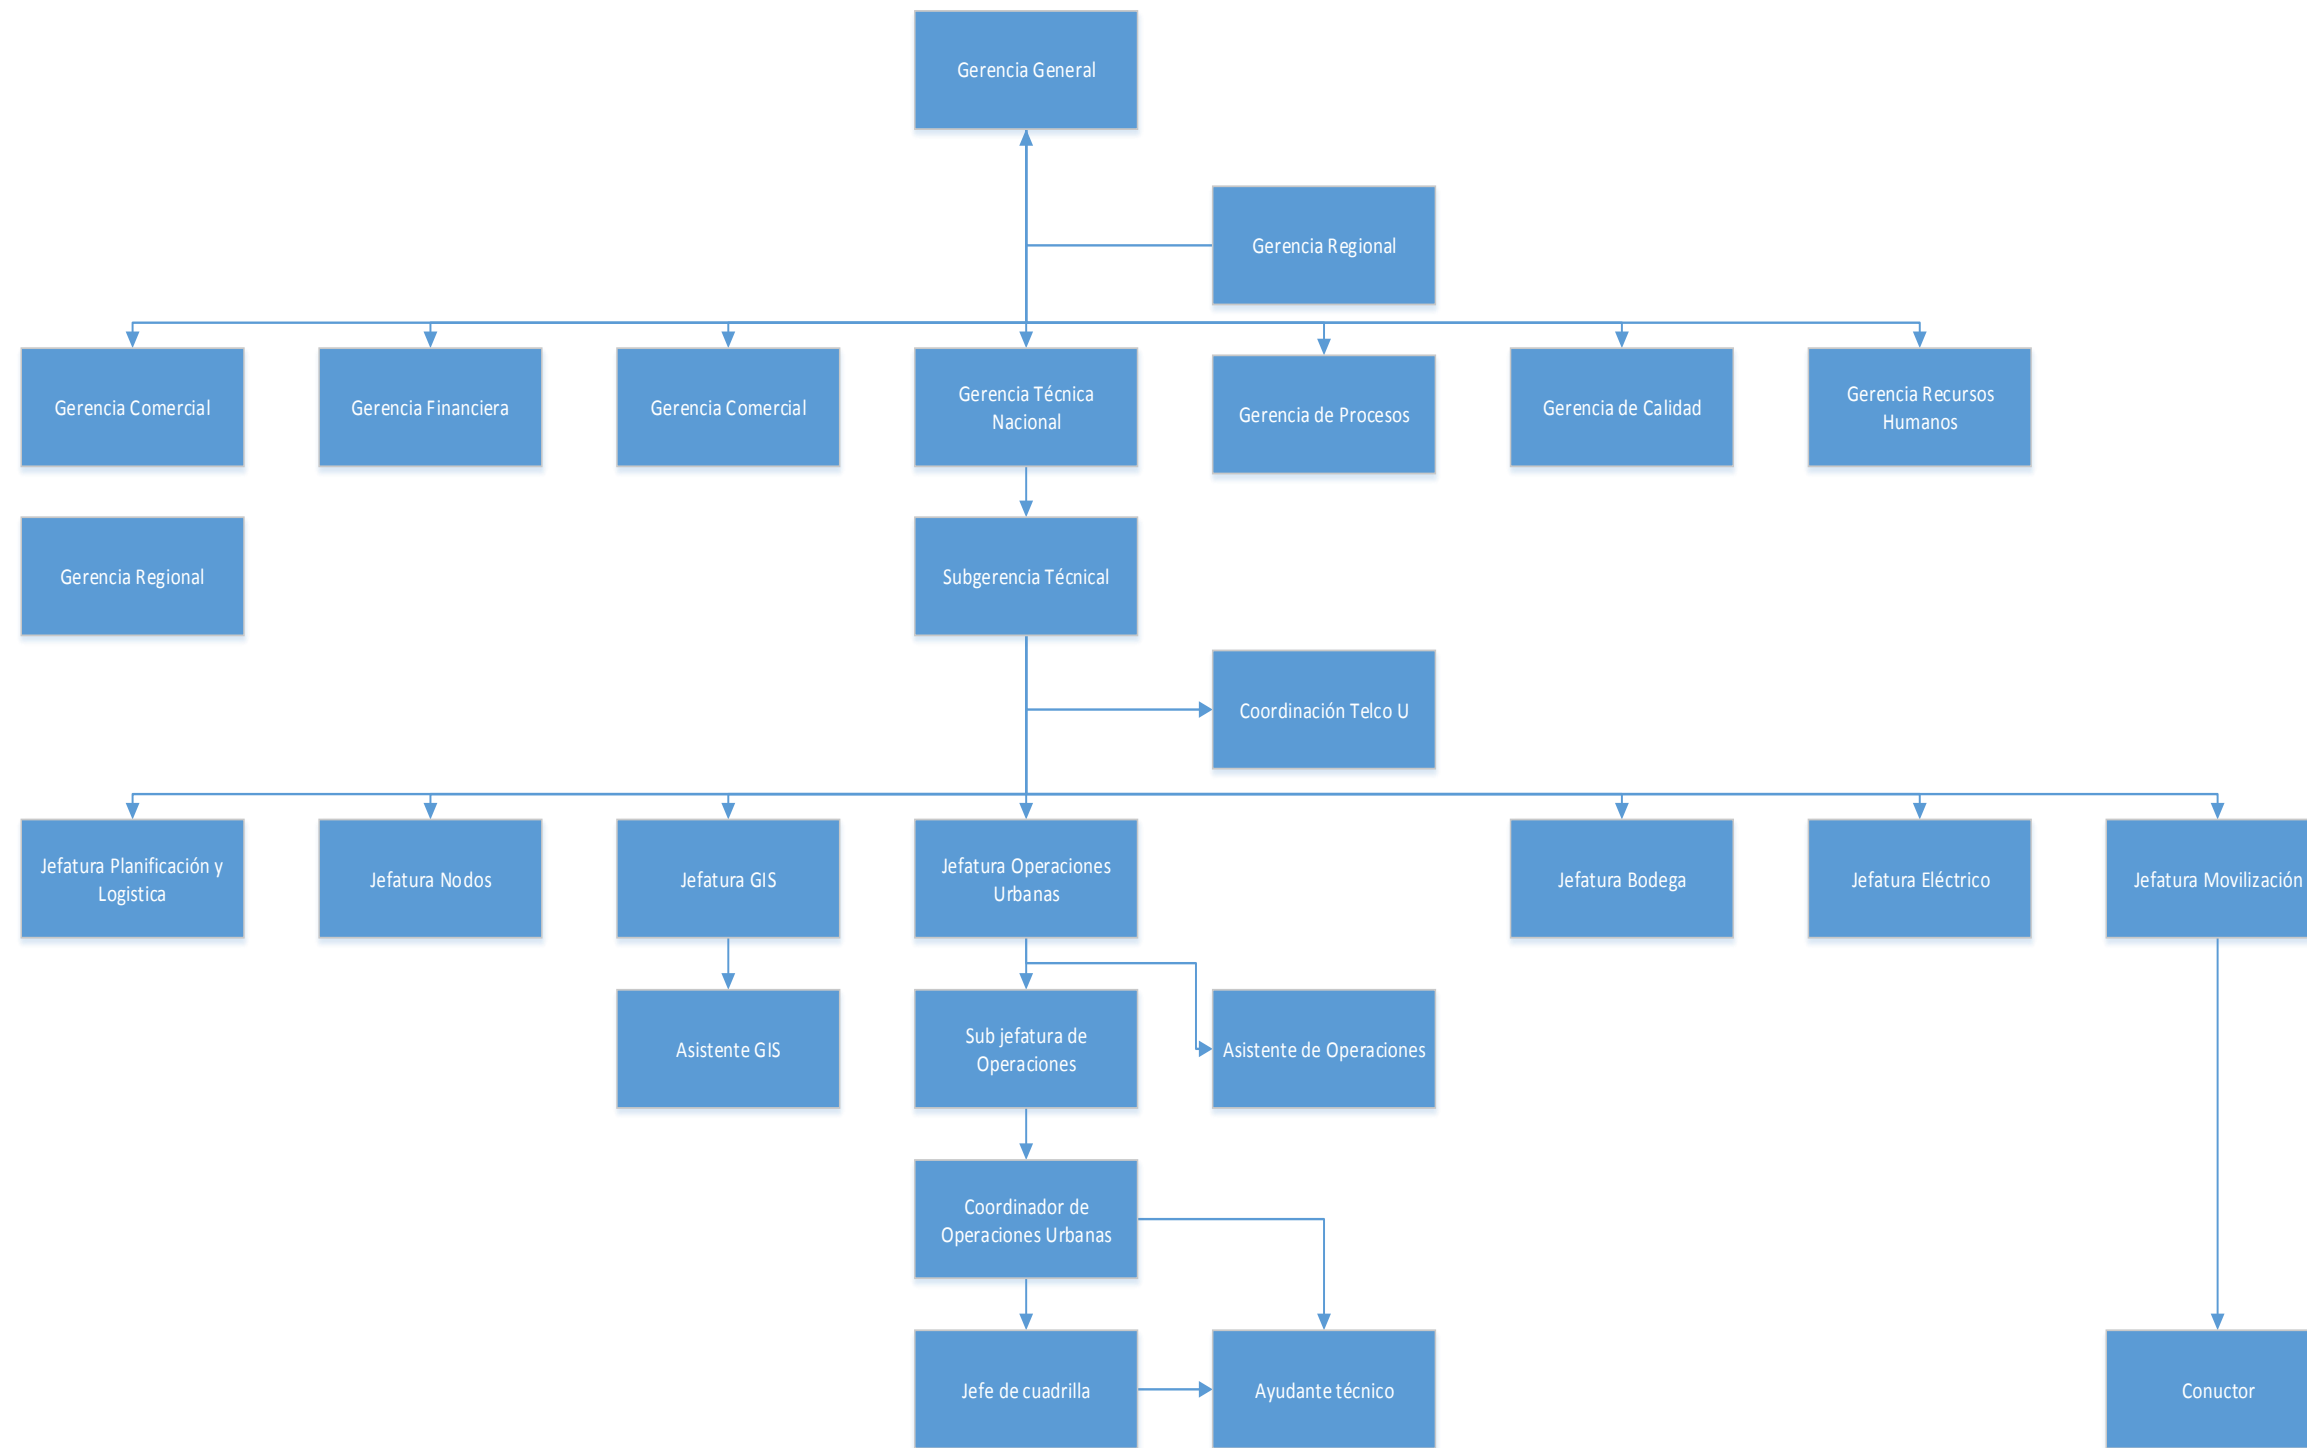 Gerencia General
Gerencia Regional
Gerencia Comercial
Gerencia Financiera
Gerencia Comercial
Gerencia Técnica
Nacional
Gerencia de Procesos
Gerencia de Calidad
Gerencia Recursos
Humanos
Gerencia Regional
Subgerencia Técnical
Coordinación Telco U
Jefatura Planificación y
Logistica
Jefatura Nodos
Jefatura GIS
Jefatura Operaciones
Urbanas
Jefatura Bodega
Jefatura Eléctrico
Jefatura Movilización
Asistente GIS
Sub jefatura de
Operaciones
Asistente de Operaciones
Coordinador de
Operaciones Urbanas
Jefe de cuadrilla
Ayudante técnico
Conuctor